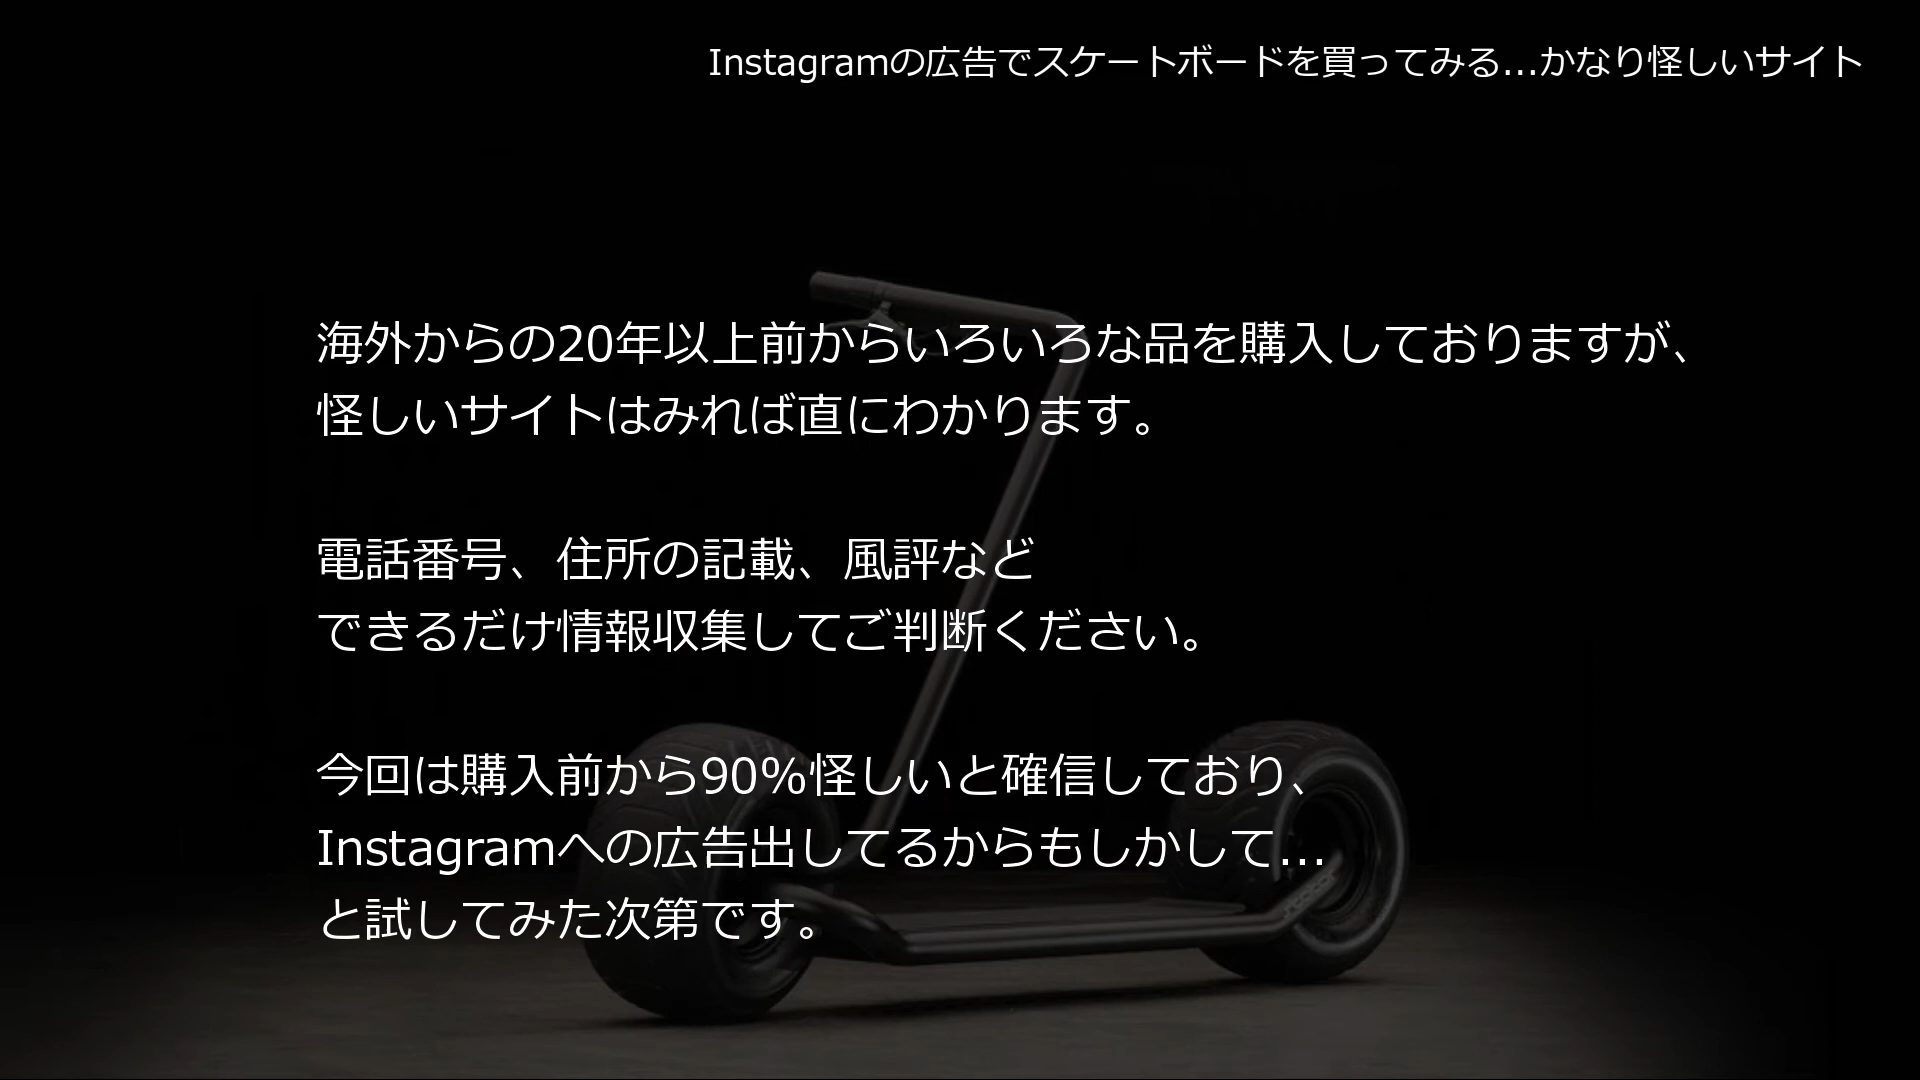 Instagramの広告でスケートボードを買ってみる...かなり怪しいサイト
海外からの20年以上前からいろいろな品を購入しておりますが、
怪しいサイトはみれば直にわかります。
電話番号、住所の記載、風評など
できるだけ情報収集してご判断ください。
今回は購入前から90%怪しいと確信しており、
Instagramへの広告出してるからもしかして...
と試してみた次第です。